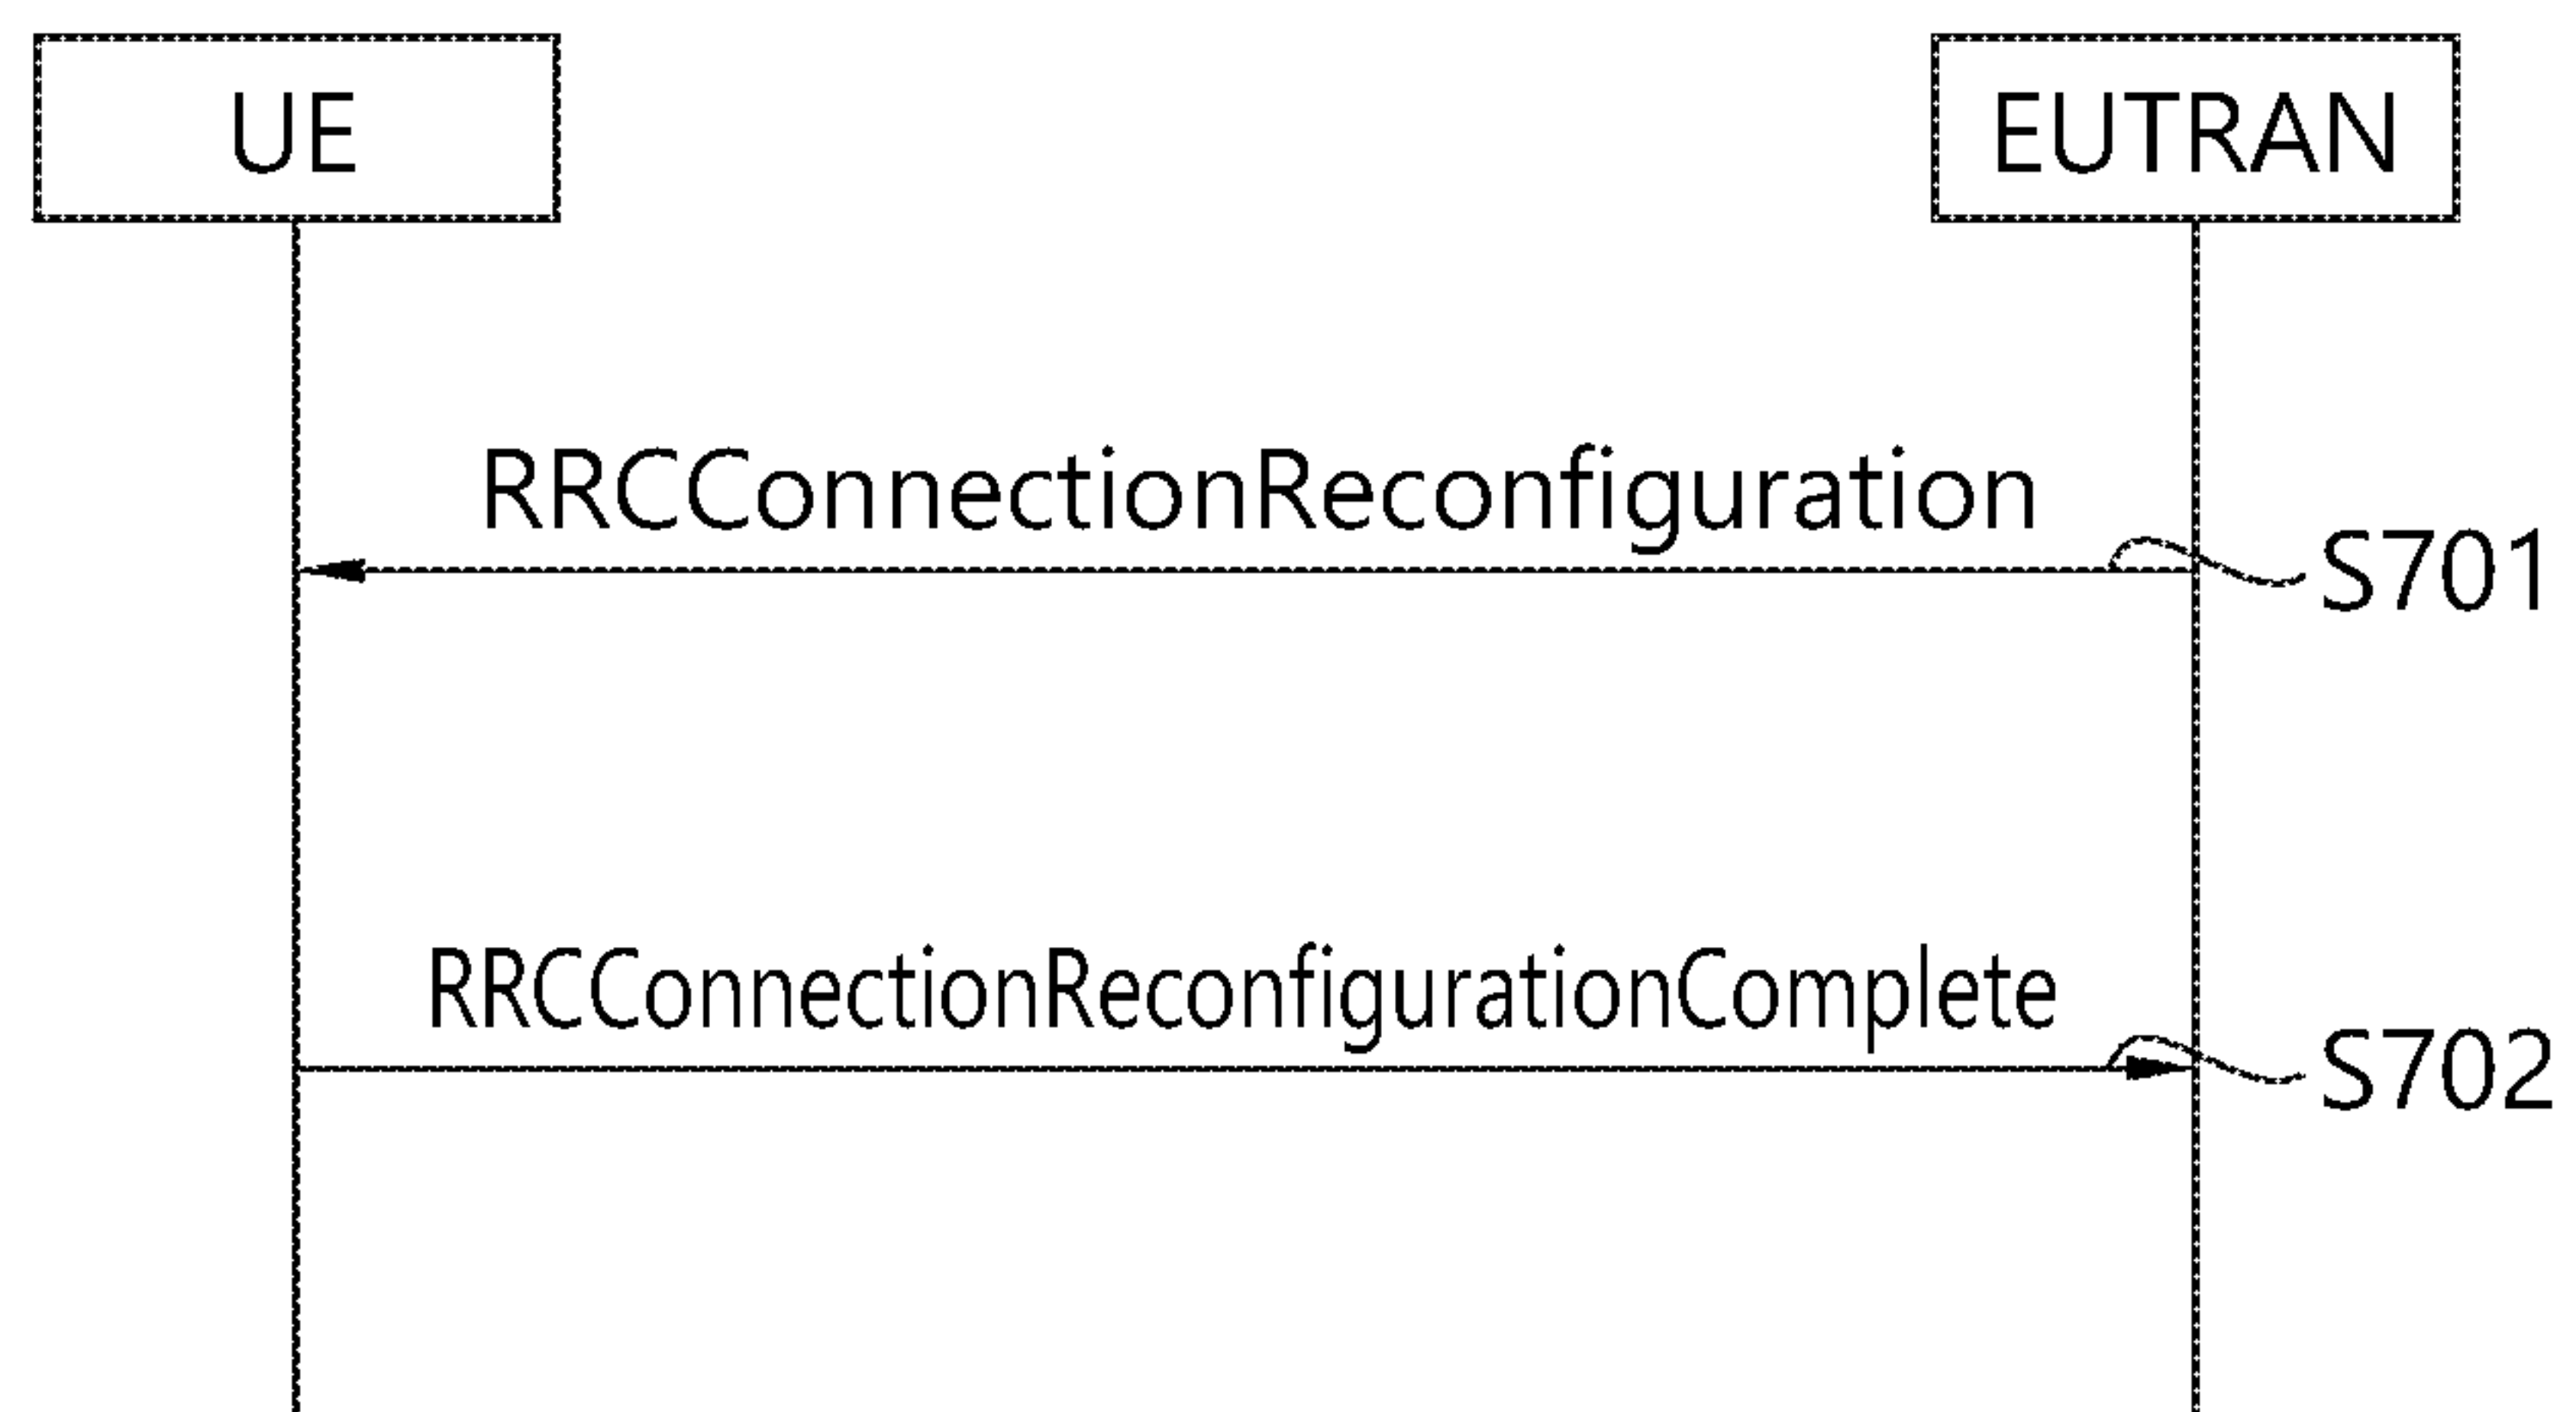 UE
EUTRAN
RRCConnectionReconfiguration
S701
RRCConnectionReconfigurationComplete
S702